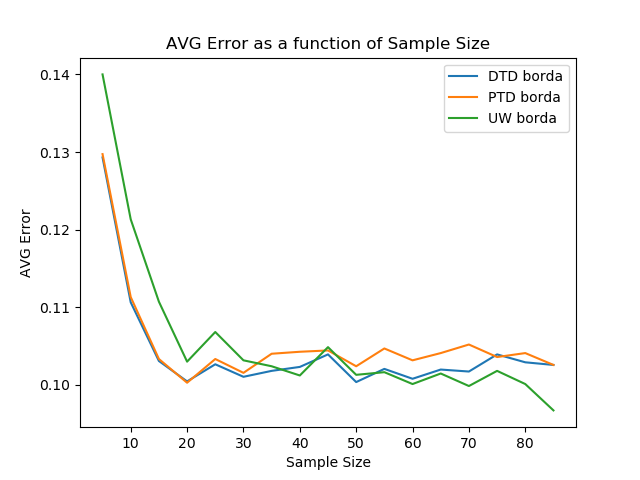 AVG Error as a function of Sample Size
DTD borda
PTD borda
UW borda
0.14
0.13
0.12
0.11
0.10
AVG Error
10 20 30 40 50 60 70 80
Sample Size